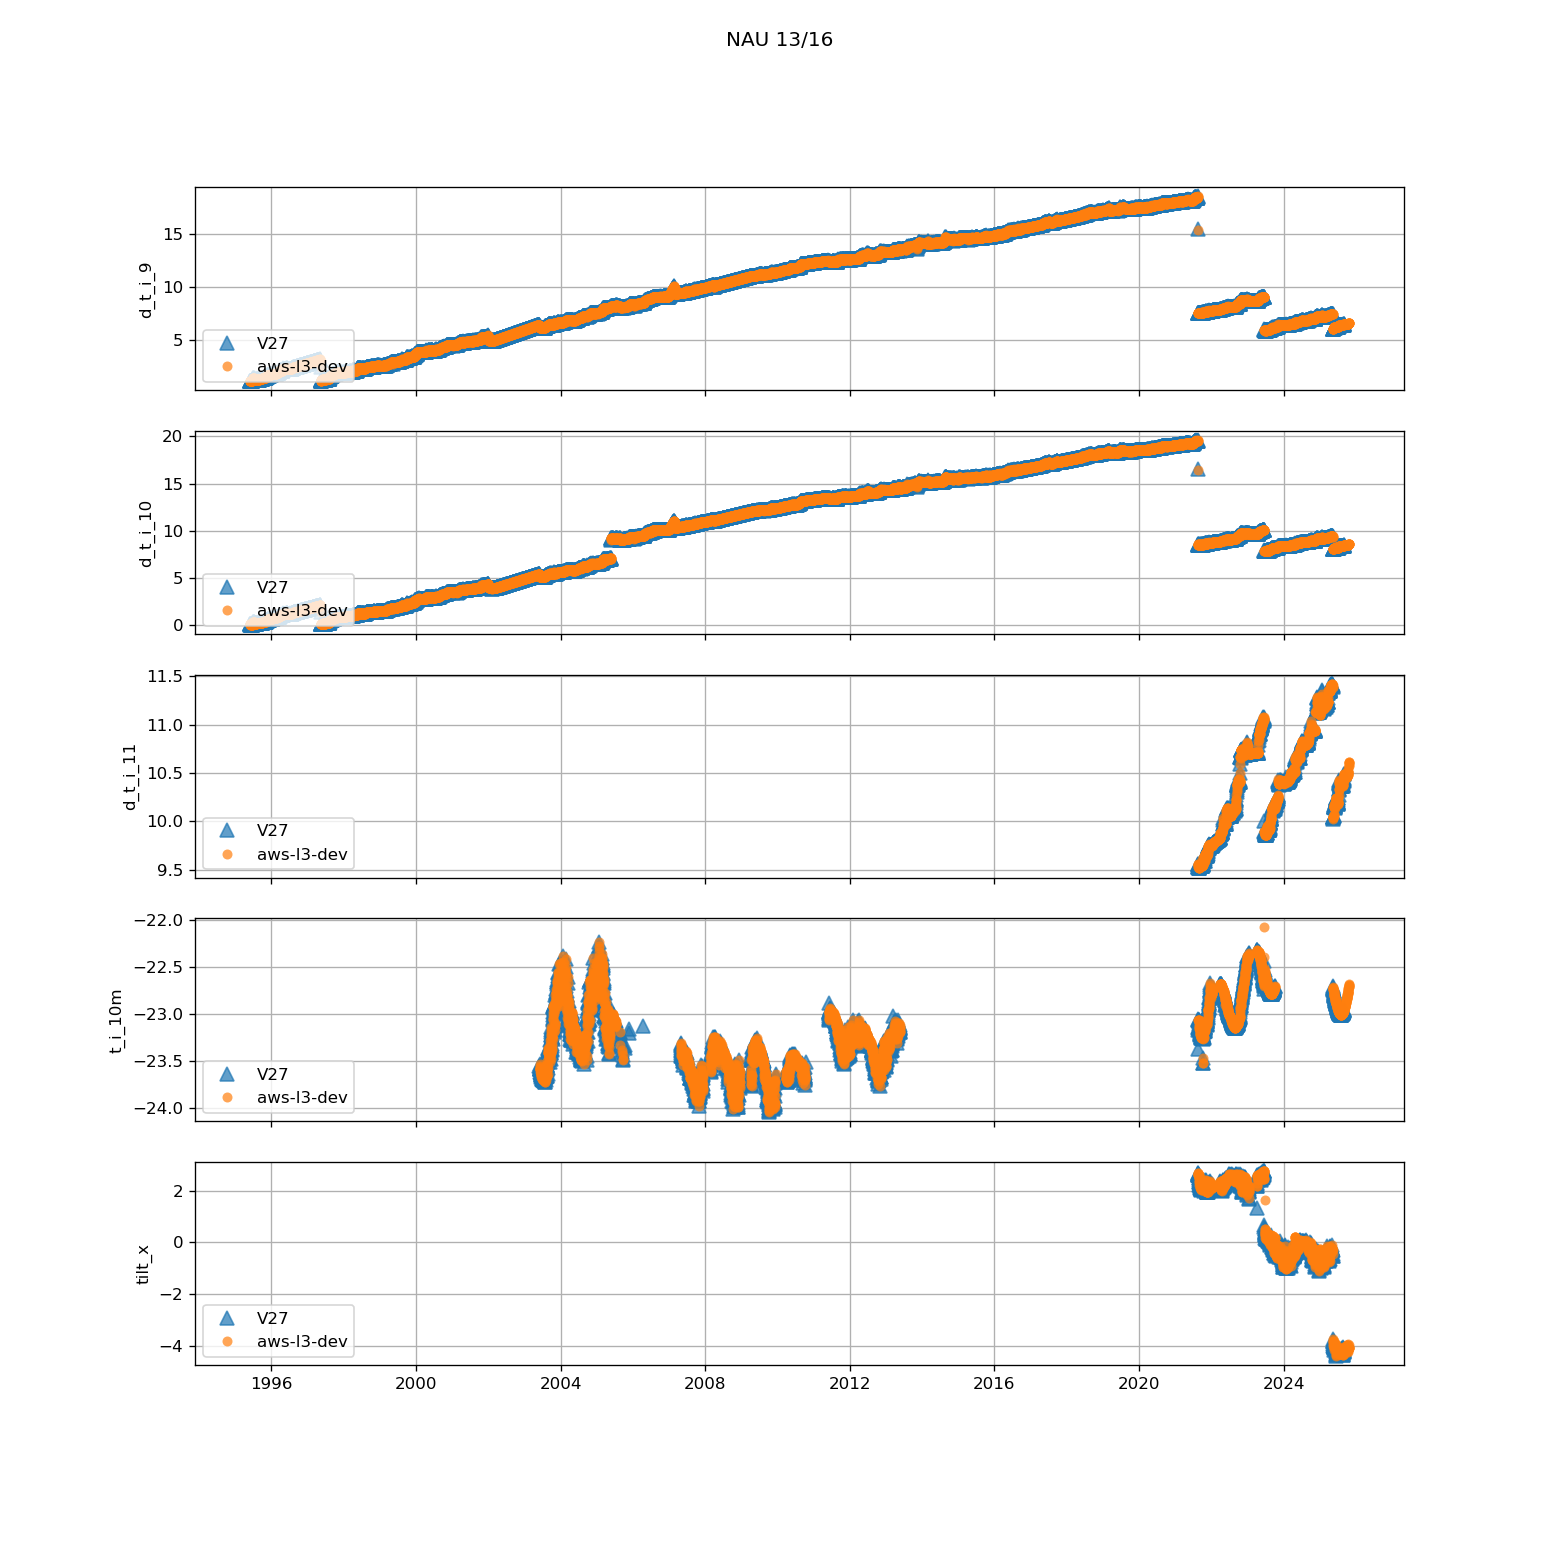 NAU 13/16
15
10
5
d_t_i_9
V27
aws-l3-dev
20
15
10
5
0
d_t_i_10
V27
aws-l3-dev
11.5
11.0
10.5
10.0
9.5
d_t_i_11
V27
aws-l3-dev
−22.0
−22.5
−23.0
−23.5
−24.0
t_i_10m
V27
aws-l3-dev
2
0
−2
−4
tilt_x
V27
aws-l3-dev
1996 2000 2004 2008 2012 2016 2020 2024